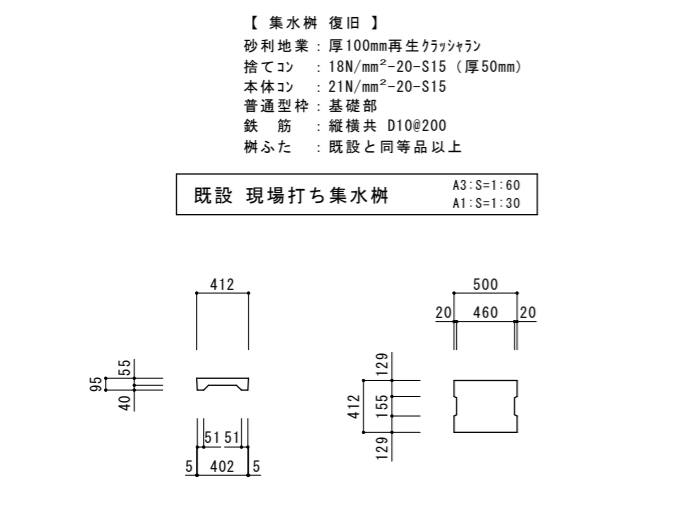 【 集水桝 復旧 】
砂利地業：厚100mm再生ｸﾗｯｼｬﾗﾝ
捨てｺﾝ ：18N/mm²-20-S15（厚50mm）
本体ｺﾝ ：21N/mm²-20-S15
普通型枠：基礎部
鉄　筋 ：縦横共 D10@200
桝ふた ：既設と同等品以上
既設 現場打ち集水桝
A3:S=1:60
A1:S=1:30
412
500
20 460 20
95 55 40
51 51
5 402 5
412 129 155 129